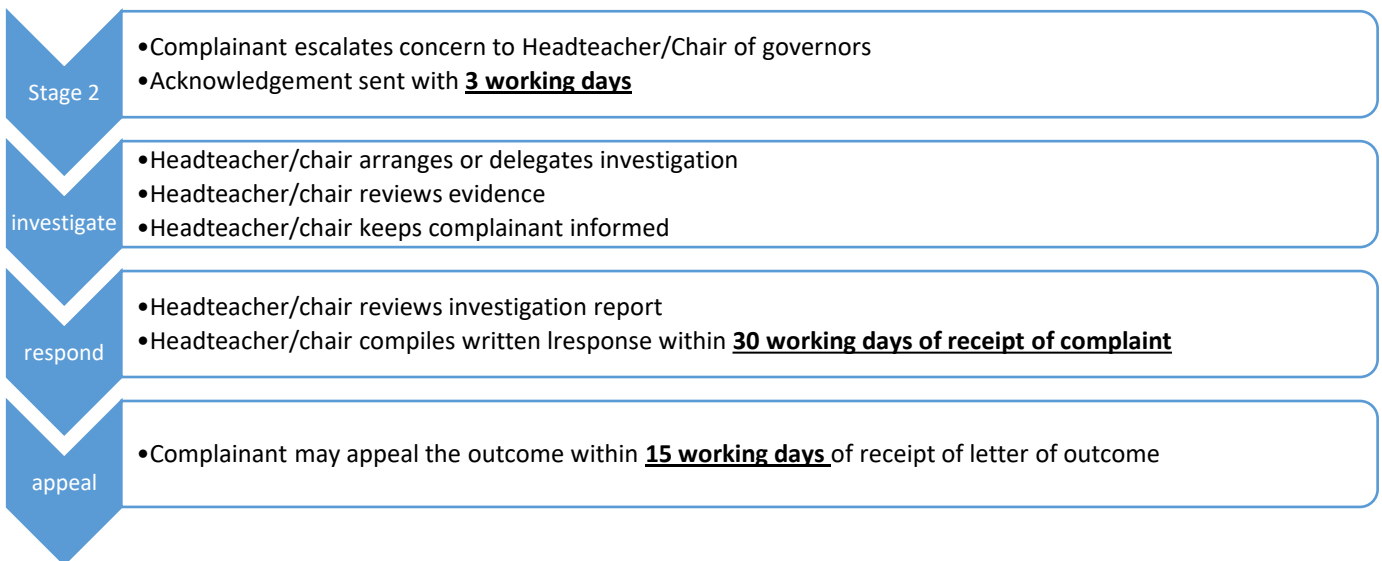 Stage 2
•Complainant escalates concern to Headteacher/Chair of governors
•Acknowledgement sent with 3 working days
investigate
•Headteacher/chair arranges or delegates investigation
•Headteacher/chair reviews evidence
•Headteacher/chair keeps complainant informed
respond
•Headteacher/chair reviews investigation report
•Headteacher/chair compiles written lresponse within 30 working days of receipt of complaint
appeal
•Complainant may appeal the outcome within 15 working days of receipt of letter of outcome